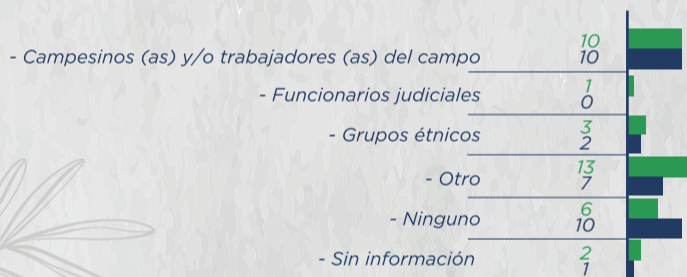 10
- Campesinos (as) y/o trabajadores (as) del campo 10
1
- Funcionarios judiciales 0
3
- Grupos étnicos 2
13
- Otro 7
6
- Ninguno 10
2
- Sin información 1